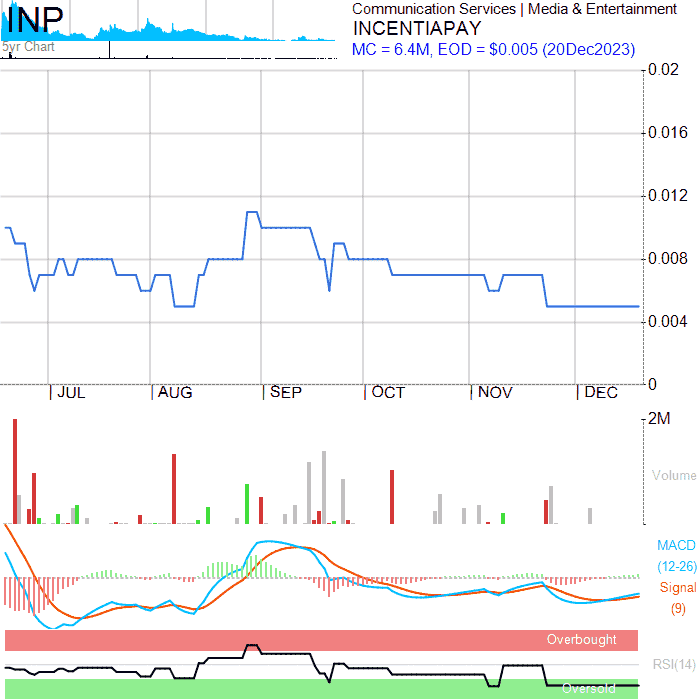 INP
Communication Services | Media & Entertainment
INCENTIAPAY
MC = 6.4M, EOD = $0.005 (20Dec2023)
5yr Chart
0.02
0.016
0.012
0.008
0.004
0
JUL AUG SEP OCT NOV DEC
2M
Volume
MACD
(12-26)
Signal
(9)
Overbought
RSI(14)
Oversold